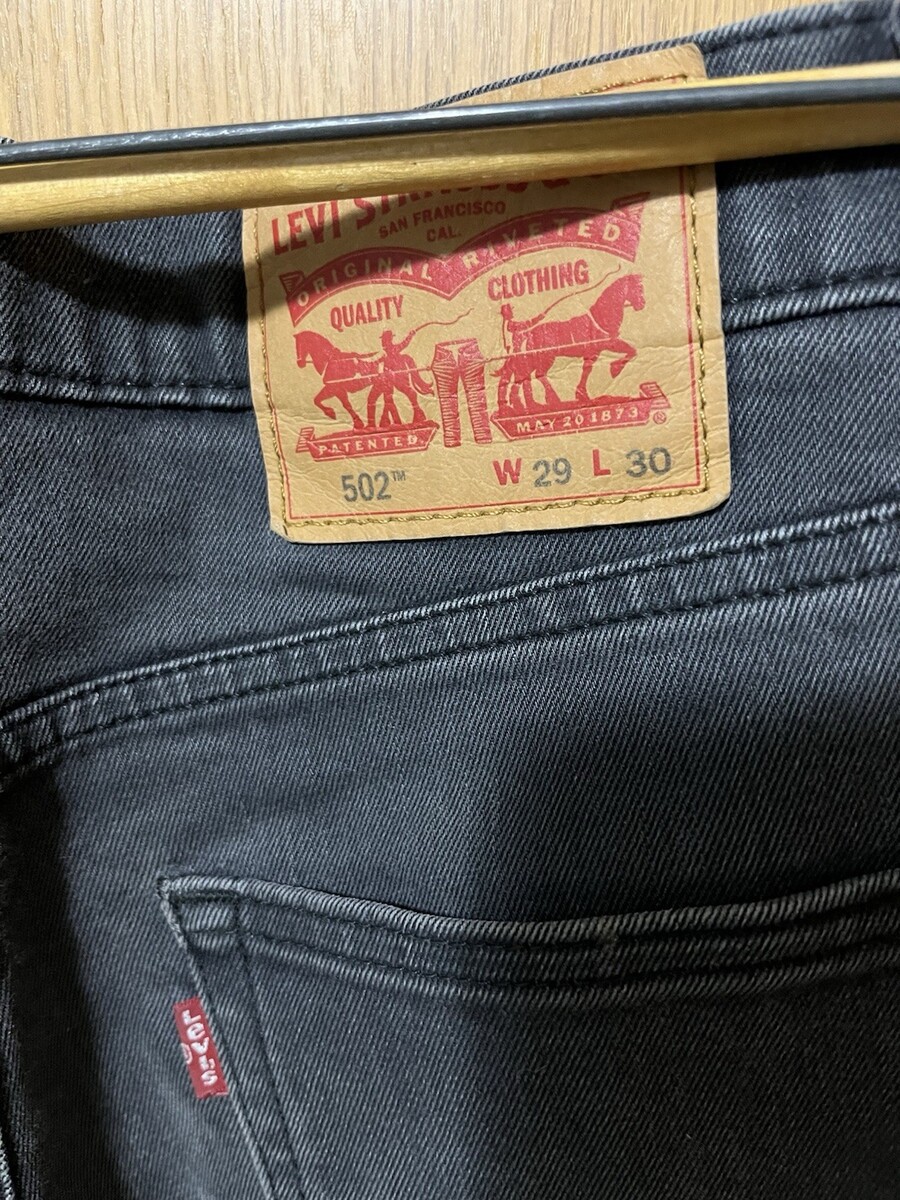 LEVI STRAUSS &
SAN FRANCISCO
CAL.
ORIGINAL RIVETED
QUALITY CLOTHING
PATENTED MAY 20 1873 ®
502™ W 29 L 30
LEVI'S